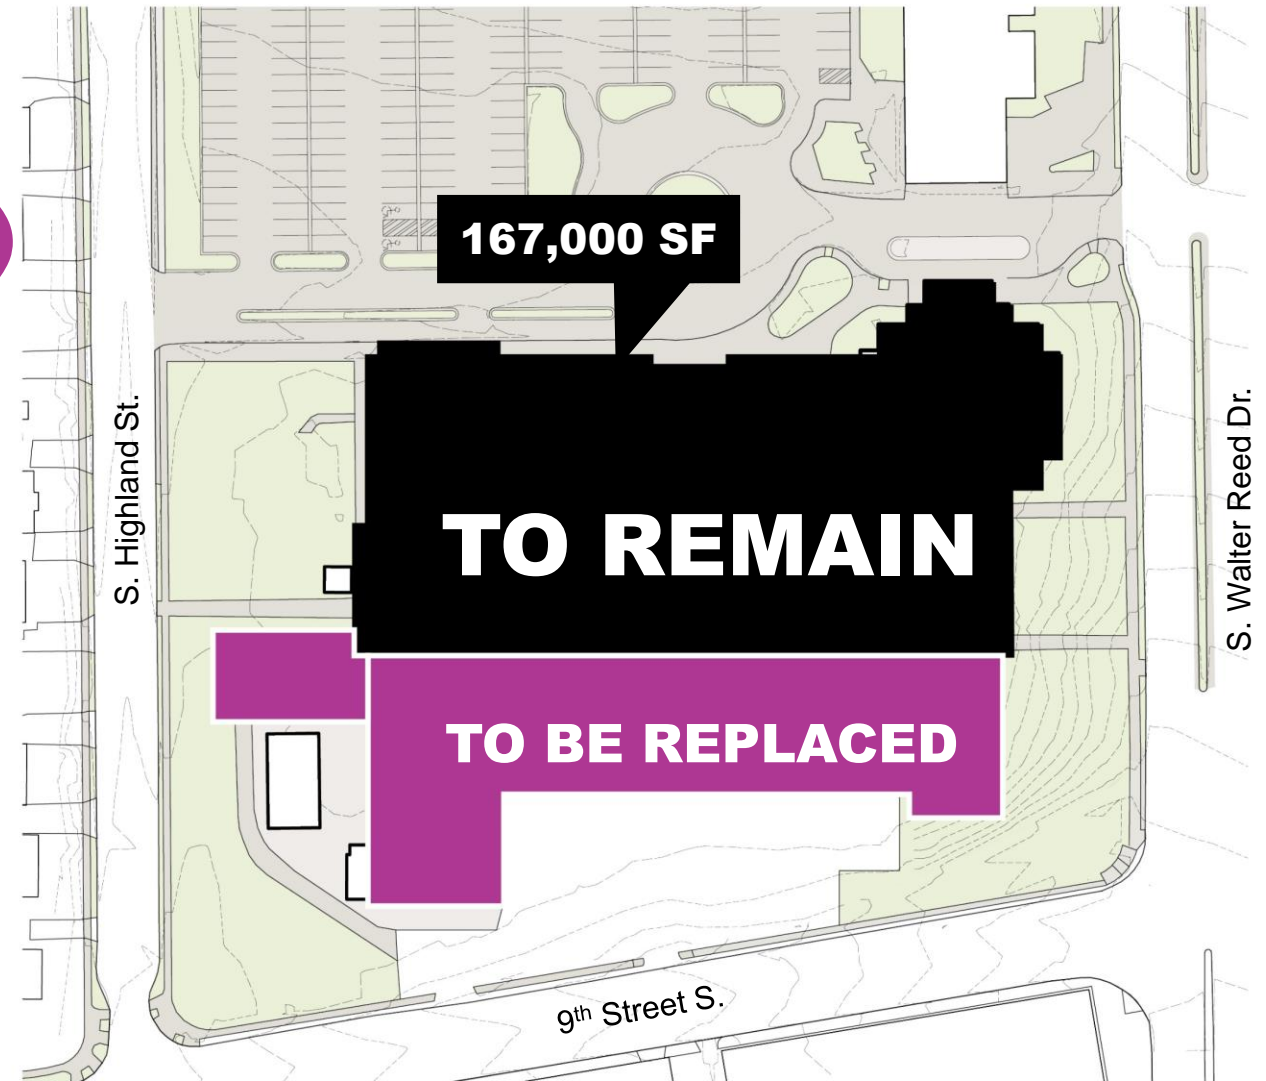 167,000 SF
S. Highland St.
S. Walter Reed Dr.
TO REMAIN
TO BE REPLACED
9th Street S.